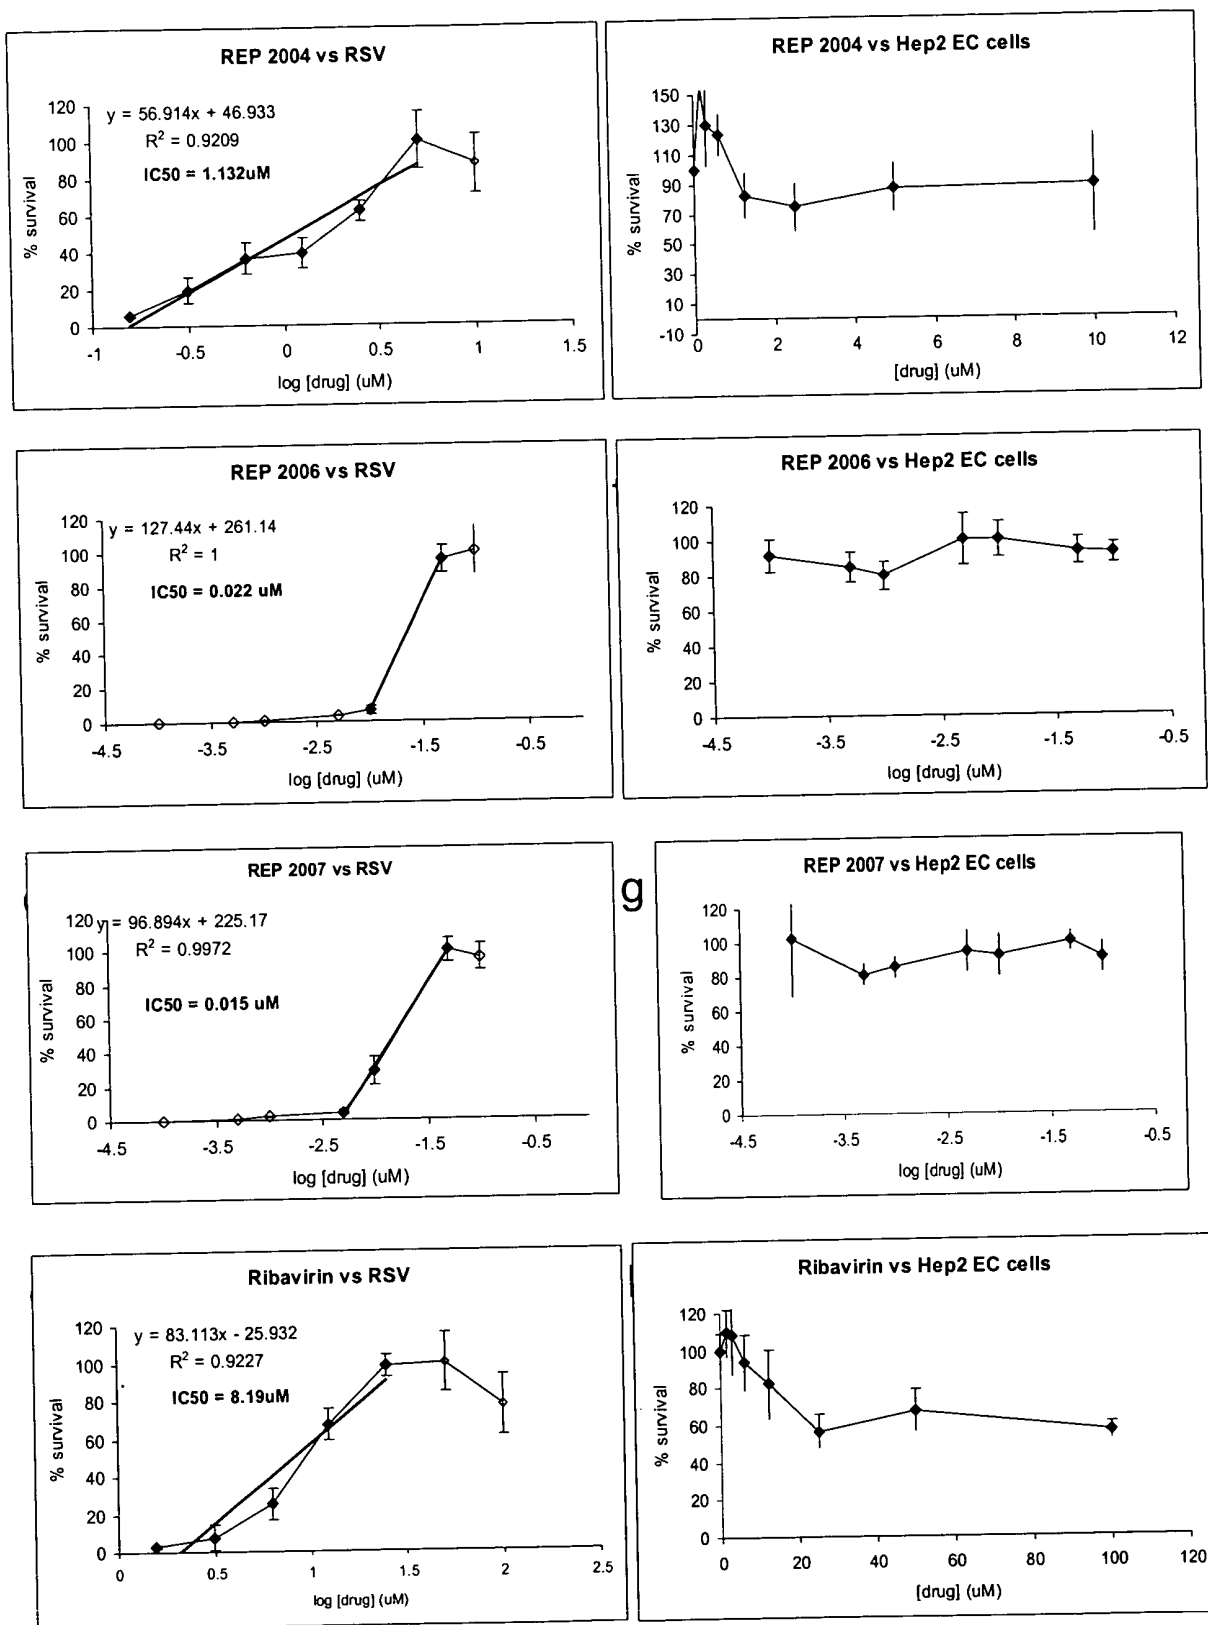 REP 2004 vs RSV
y = 56.914x + 46.933
R² = 0.9209
IC50 = 1.132uM
120
100
80
60
40
20
0
-1 -0.5 0 0.5 1 1.5
% survival
log [drug] (uM)
REP 2004 vs Hep2 EC cells
150
130
110
90
70
50
30
10
-10
0 2 4 6 8 10 12
% survival
[drug] (uM)
REP 2006 vs RSV
y = 127.44x + 261.14
R² = 1
IC50 = 0.022 uM
120
100
80
60
40
20
0
-4.5 -3.5 -2.5 -1.5 -0.5
% survival
log [drug] (uM)
REP 2006 vs Hep2 EC cells
120
100
80
60
40
20
0
-4.5 -3.5 -2.5 -1.5 -0.5
% survival
log [drug] (uM)
REP 2007 vs RSV
y = 96.894x + 225.17
R² = 0.9972
IC50 = 0.015 uM
120
100
80
60
40
20
0
-4.5 -3.5 -2.5 -1.5 -0.5
% survival
log [drug] (uM)
g
REP 2007 vs Hep2 EC cells
120
100
80
60
40
20
0
-4.5 -3.5 -2.5 -1.5 -0.5
% survival
log [drug] (uM)
Ribavirin vs RSV
y = 83.113x - 25.932
R² = 0.9227
IC50 = 8.19uM
120
100
80
60
40
20
0
0 0.5 1 1.5 2 2.5
% survival
log [drug] (uM)
Ribavirin vs Hep2 EC cells
120
100
80
60
40
20
0
0 20 40 60 80 100 120
% survival
[drug] (uM)